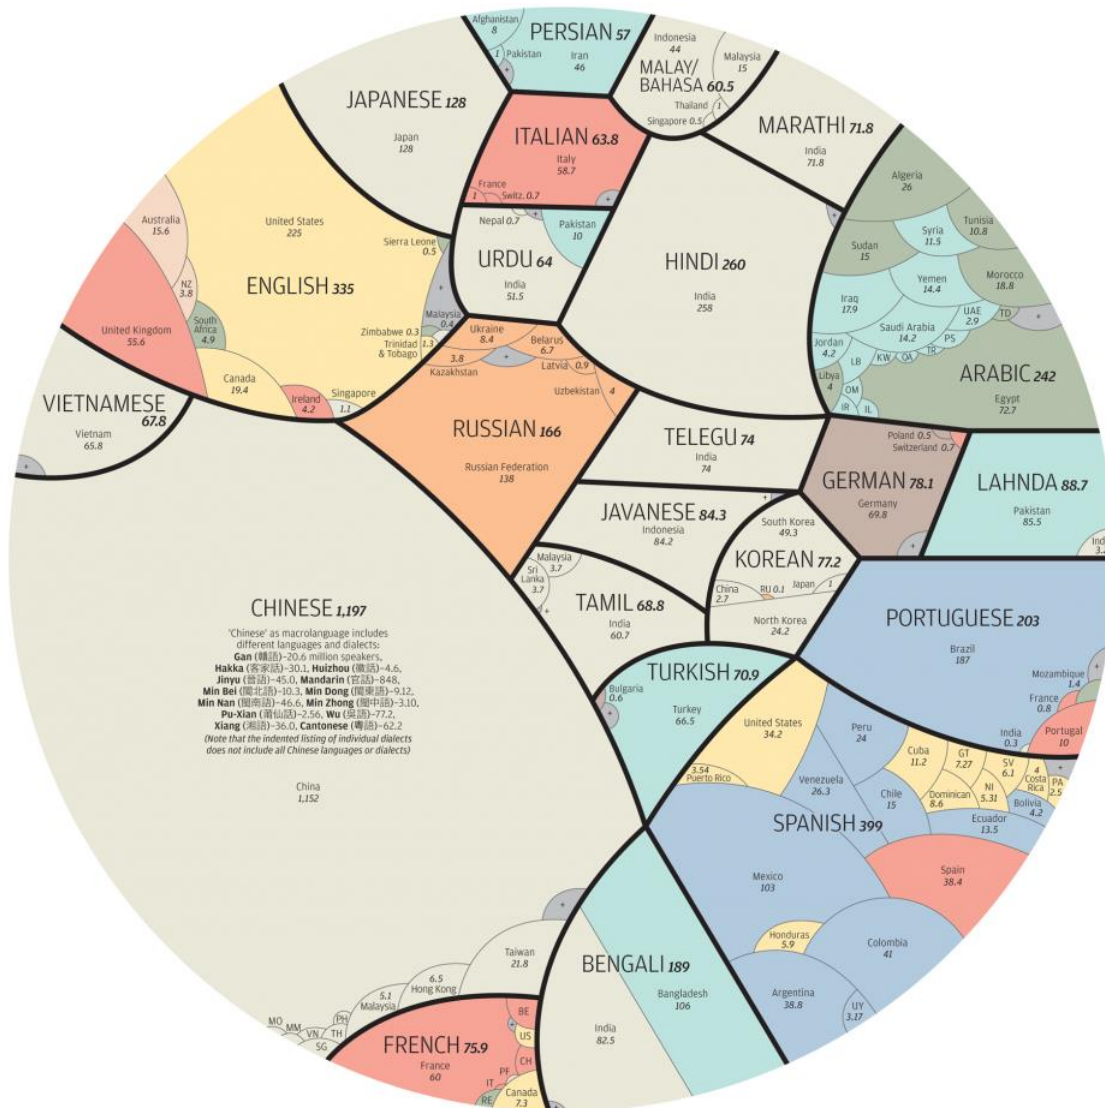 Afghanistan
8
PERSIAN 57
1 Pakistan
Iran
46
+
Indonesia
44
Malaysia
15
MALAY/
BAHASA 60.5
Thailand 1
Singapore 0.5
JAPANESE 128
Japan
128
ITALIAN 63.8
Italy
58.7
France
1
Switz. 0.7
+
MARATHI 71.8
India
71.8
URDU 64
Nepal 0.7
+
Pakistan
10
India
51.5
HINDI 260
India
258
+
Algeria
26
Tunisia
10.8
Syria
11.5
Sudan
15
Yemen
14.4
Morocco
18.8
Iraq
17.9
UAE
2.9
TD
+
Saudi Arabia
14.2
Jordan
4.2
LB
KW
OA
TR
PS
Libya
4
OM
IR
IL
ARABIC 242
Egypt
72.7
Australia
15.6
United States
225
Sierra Leone
0.5
NZ
3.8
ENGLISH 335
Malaysia
0.4
South
Africa
4.9
United Kingdom
55.6
Zimbabwe 0.3
Trinidad
& Tobago
1.3
Canada
19.4
Ireland
4.2
Singapore
1.1
VIETNAMESE
67.8
Vietnam
65.8
+
Ukraine
8.4
Belarus
6.7
3.8
Kazakhstan
+
Latvia
0.9
Uzbekistan
4
RUSSIAN 166
Russian Federation
138
TELEGU 74
India
74
Poland 0.5
Switzerland 0.7
GERMAN 78.1
Germany
69.8
+
LAHNDA 88.7
Pakistan
85.5
JAVANESE 84.3
Indonesia
84.2
+
South Korea
49.3
KOREAN 77.2
China
2.7
RU 0.1
Japan
1
North Korea
24.2
Malaysia
3.7
Sri
Lanka
3.7
+
TAMIL 68.8
India
60.7
PORTUGUESE 203
Brazil
187
Mozambique
1.4
France
0.8
India
0.3
Portugal
10
TURKISH 70.9
Bulgaria
0.6
Turkey
66.5
+
CHINESE 1,197
'Chinese' as macrolanguage includes
different languages and dialects:
Gan (贛語)-20.6 million speakers,
Hakka (客家話)-30.1, Huizhou (徽話)-4.6,
Jinyu (晉語)-45.0, Mandarin (官話)-848,
Min Bei (閩北語)-10.3, Min Dong (閩東語)-9.12,
Min Nan (閩南語)-46.6, Min Zhong (閩中語)-3.10,
Pu-Xian (莆仙話)-2.56, Wu (吳語)-77.2,
Xiang (湘語)-36.0, Cantonese (粵語)-62.2
(Note that the indented listing of individual dialects
does not include all Chinese languages or dialects)
China
1,152
+
Taiwan
21.8
6.5
Hong Kong
5.1
Malaysia
PH
MO
MM
VN
TH
SG
United States
34.2
3.54
Puerto Rico
Peru
24
Venezuela
26.3
Cuba
11.2
GT
7.27
SV
6.1
4
Costa
Rica
PA
2.5
+
Chile
15
Dominican
8.6
NI
5.31
Bolivia
4.2
Ecuador
13.5
SPANISH 399
Mexico
103
Spain
38.4
Honduras
5.9
Colombia
41
Argentina
38.8
UY
3.17
BENGALI 189
Bangladesh
106
India
82.5
+
FRENCH 75.9
France
60
BE
+
US
CH
PF
IT
RE
Canada
7.3